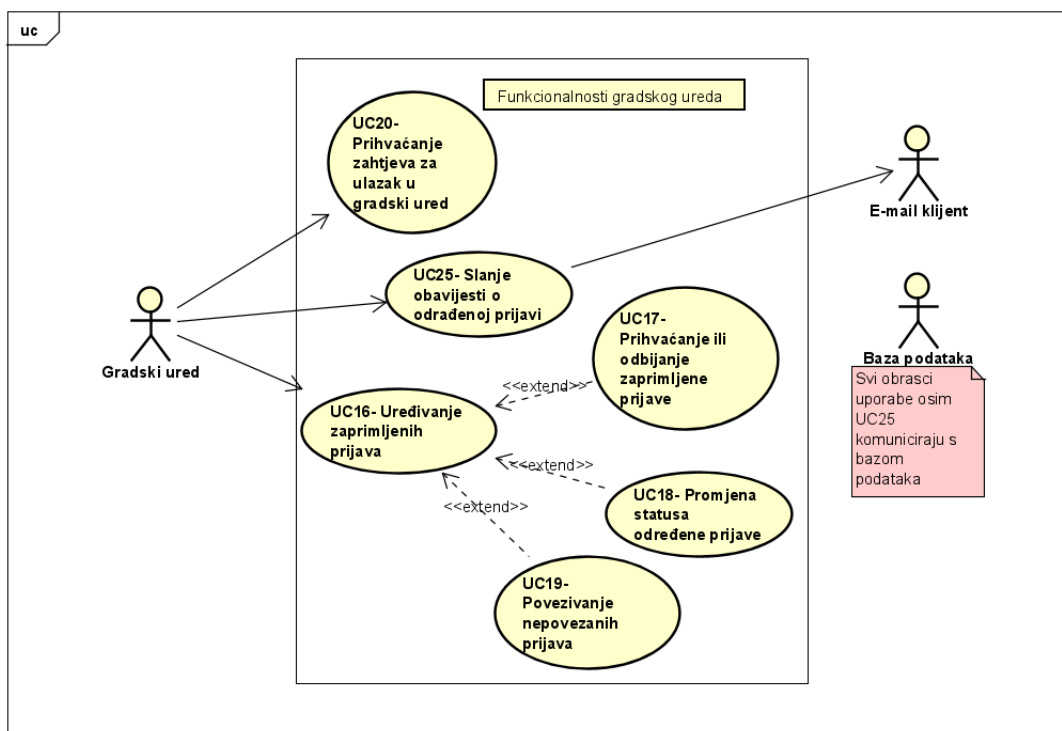 uc
Funkcionalnosti gradskog ureda
UC20-
Prihvaćanje
zahtjeva za
ulazak u
gradski ured
E-mail klijent
UC25- Slanje
obavijesti o
odrađenoj prijavi
Gradski ured
UC17-
Prihvaćanje ili
odbijanje
zaprimljene
prijave
Baza podataka
Svi obrasci
uporabe osim
UC25
komuniciraju s
bazom
podataka
<<extend>>
UC16- Uređivanje
zaprimljenih
prijava
<<extend>>
UC18- Promjena
statusa
određene prijave
<<extend>>
UC19-
Povezivanje
nepovezanih
prijava